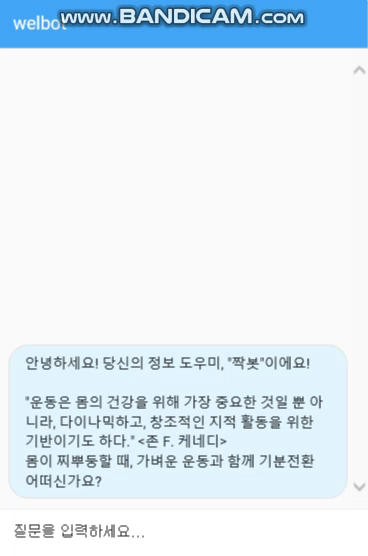 www.BANDICAM.com
welbot
안녕하세요! 당신의 정보 도우미, "짝봇"이에요!
"운동은 몸의 건강을 위해 가장 중요한 것일 뿐 아
니라, 다이나믹하고, 창조적인 지적 활동을 위한
기반이기도 하다." <존 F. 케네디>
몸이 찌뿌둥할 때, 가벼운 운동과 함께 기분전환
어떠신가요?
질문을 입력하세요...